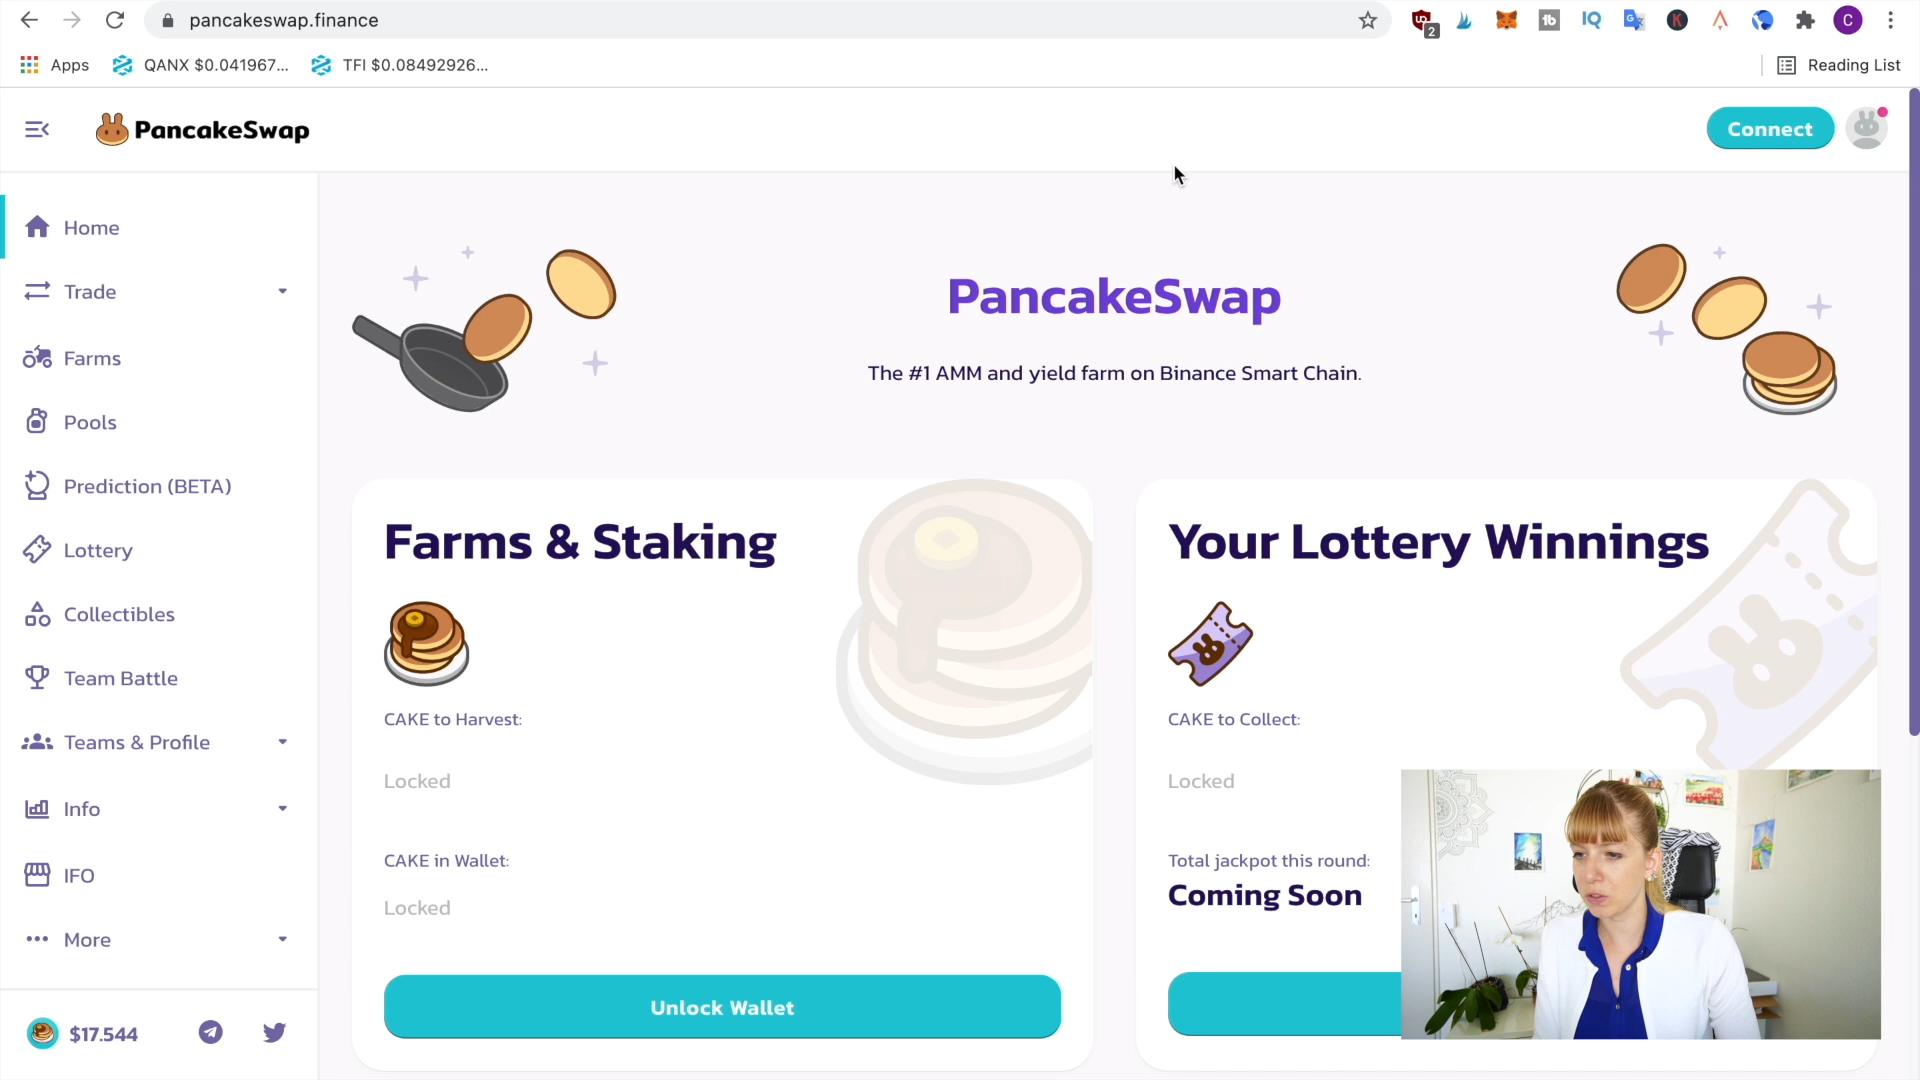 pancakeswap.finance
2
C
Apps
QANX $0.041967...
TFI $0.08492926...
Reading List
PancakeSwap
Connect
Home
Trade
Farms
Pools
Prediction (BETA)
Lottery
Collectibles
Team Battle
Teams & Profile
Info
IFO
More
$17.544
PancakeSwap
The #1 AMM and yield farm on Binance Smart Chain.
Farms & Staking
CAKE to Harvest:
Locked
CAKE in Wallet:
Locked
Unlock Wallet
Your Lottery Winnings
CAKE to Collect:
Locked
Total jackpot this round:
Coming Soon